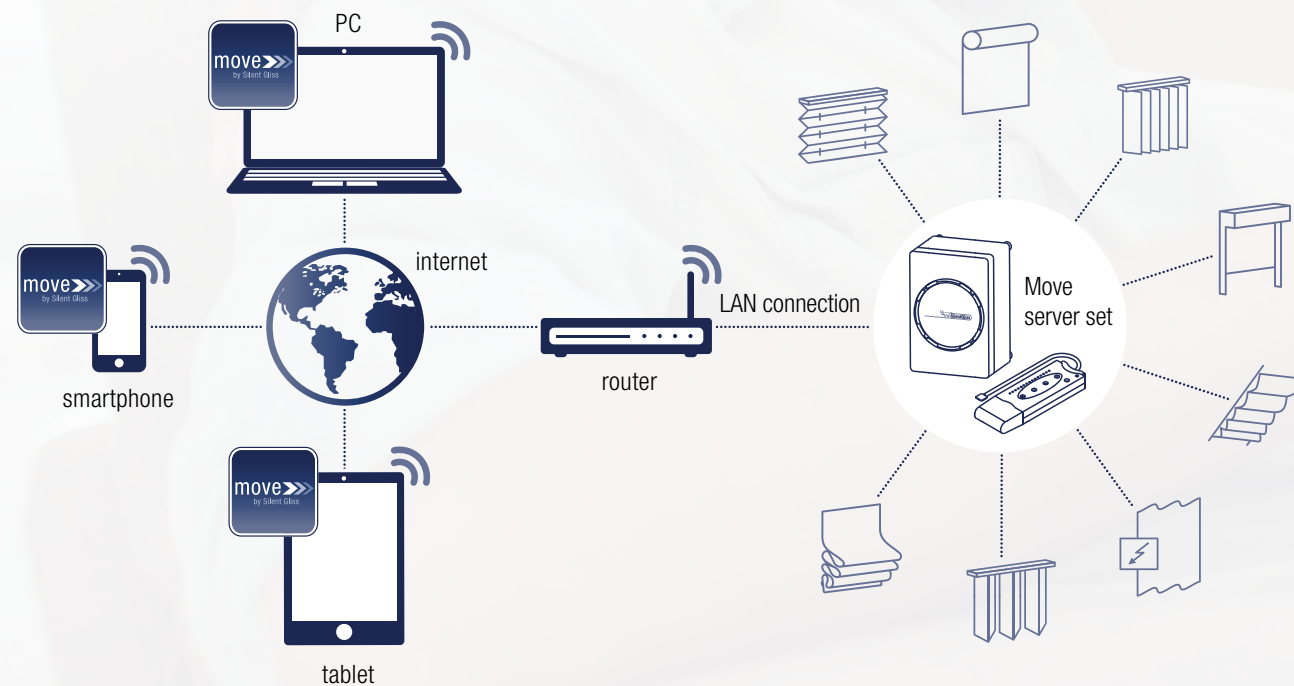 PC
move
by Silent Gliss
internet
move
by Silent Gliss
smartphone
LAN connection
router
Move
server set
move
by Silent Gliss
tablet